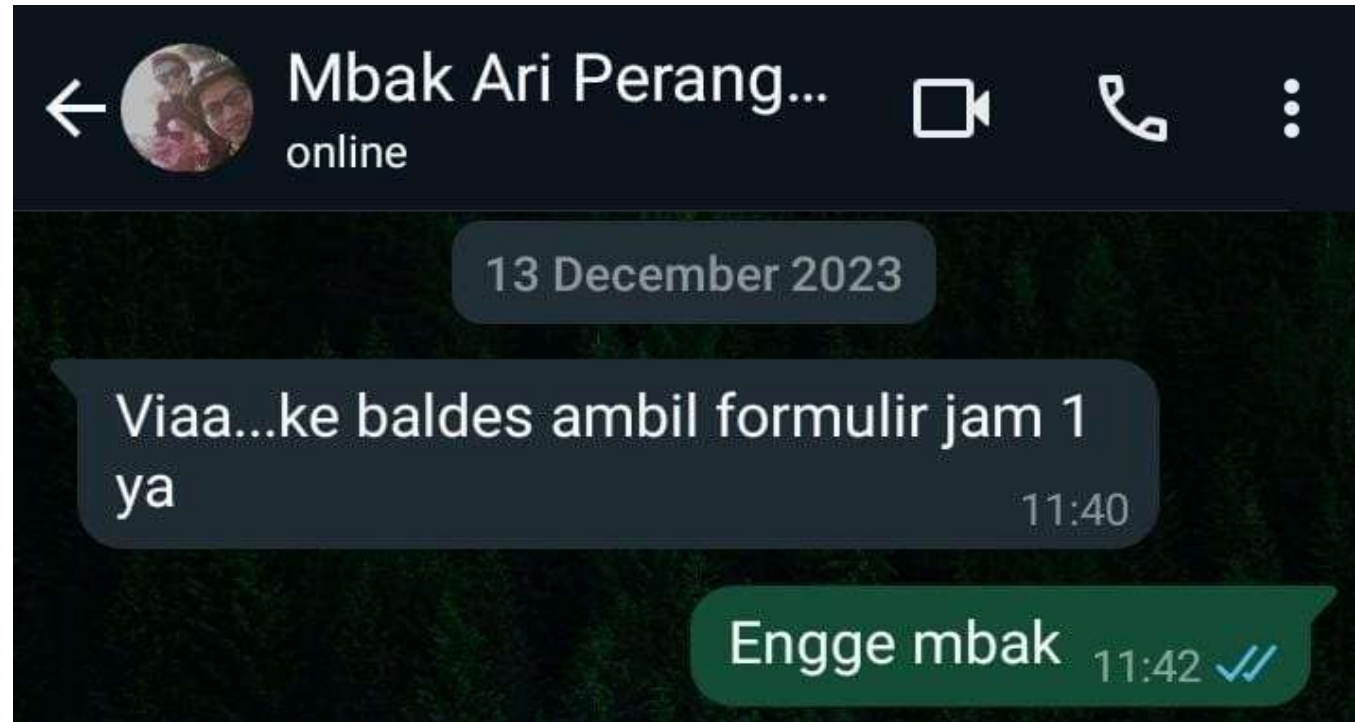 Mbak Ari Perang...
online
13 December 2023
Viaa...ke baldes ambil formulir jam 1
ya
11:40
Engge mbak 11:42